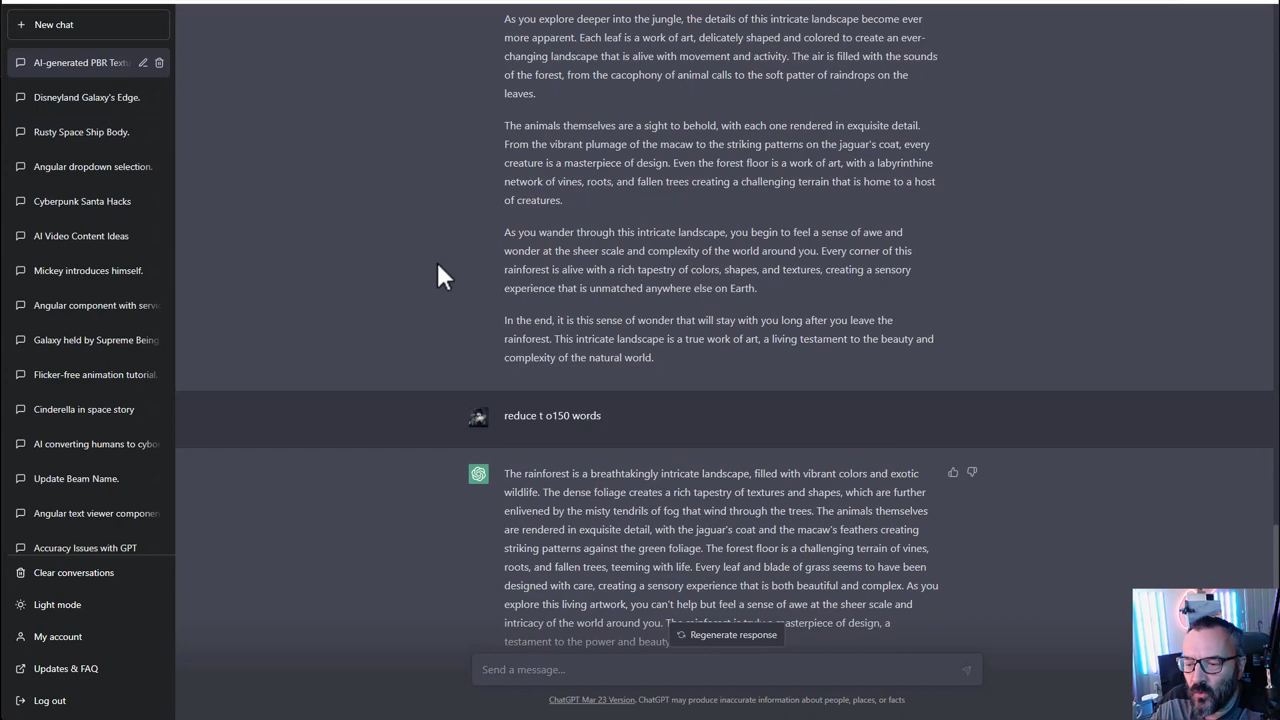 New chat
AI-generated PBR Textu
Disneyland Galaxy's Edge.
Rusty Space Ship Body.
Angular dropdown selection.
Cyberpunk Santa Hacks
AI Video Content Ideas
Mickey introduces himself.
Angular component with servic
Galaxy held by Supreme Being
Flicker-free animation tutorial.
Cinderella in space story
AI converting humans to cybor
Update Beam Name.
Angular text viewer componen
Accuracy Issues with GPT
Clear conversations
Light mode
My account
Updates & FAQ
Log out
As you explore deeper into the jungle, the details of this intricate landscape become ever
more apparent. Each leaf is a work of art, delicately shaped and colored to create an ever-
changing landscape that is alive with movement and activity. The air is filled with the sounds
of the forest, from the cacophony of animal calls to the soft patter of raindrops on the
leaves.
The animals themselves are a sight to behold, with each one rendered in exquisite detail.
From the vibrant plumage of the macaw to the striking patterns on the jaguar's coat, every
creature is a masterpiece of design. Even the forest floor is a work of art, with a labyrinthine
network of vines, roots, and fallen trees creating a challenging terrain that is home to a host
of creatures.
As you wander through this intricate landscape, you begin to feel a sense of awe and
wonder at the sheer scale and complexity of the world around you. Every corner of this
rainforest is alive with a rich tapestry of colors, shapes, and textures, creating a sensory
experience that is unmatched anywhere else on Earth.
In the end, it is this sense of wonder that will stay with you long after you leave the
rainforest. This intricate landscape is a true work of art, a living testament to the beauty and
complexity of the natural world.
reduce t o150 words
The rainforest is a breathtakingly intricate landscape, filled with vibrant colors and exotic
wildlife. The dense foliage creates a rich tapestry of textures and shapes, which are further
enlivened by the misty tendrils of fog that wind through the trees. The animals themselves
are rendered in exquisite detail, with the jaguar's coat and the macaw's feathers creating
striking patterns against the green foliage. The forest floor is a challenging terrain of vines,
roots, and fallen trees, teeming with life. Every leaf and blade of grass seems to have been
designed with care, creating a sensory experience that is both beautiful and complex. As you
explore this living artwork, you can't help but feel a sense of awe at the sheer scale and
intricacy of the world around you. The rainforest is truly a masterpiece of design, a
testament to the power and beauty
Regenerate response
Send a message...
ChatGPT Mar 23 Version. ChatGPT may produce inaccurate information about people, places, or facts